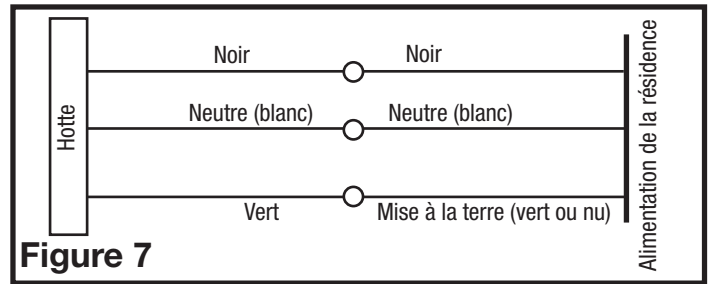 Hotte
Noir
Noir
Neutre (blanc)
Neutre (blanc)
Vert
Mise à la terre (vert ou nu)
Alimentation de la résidence
Figure 7